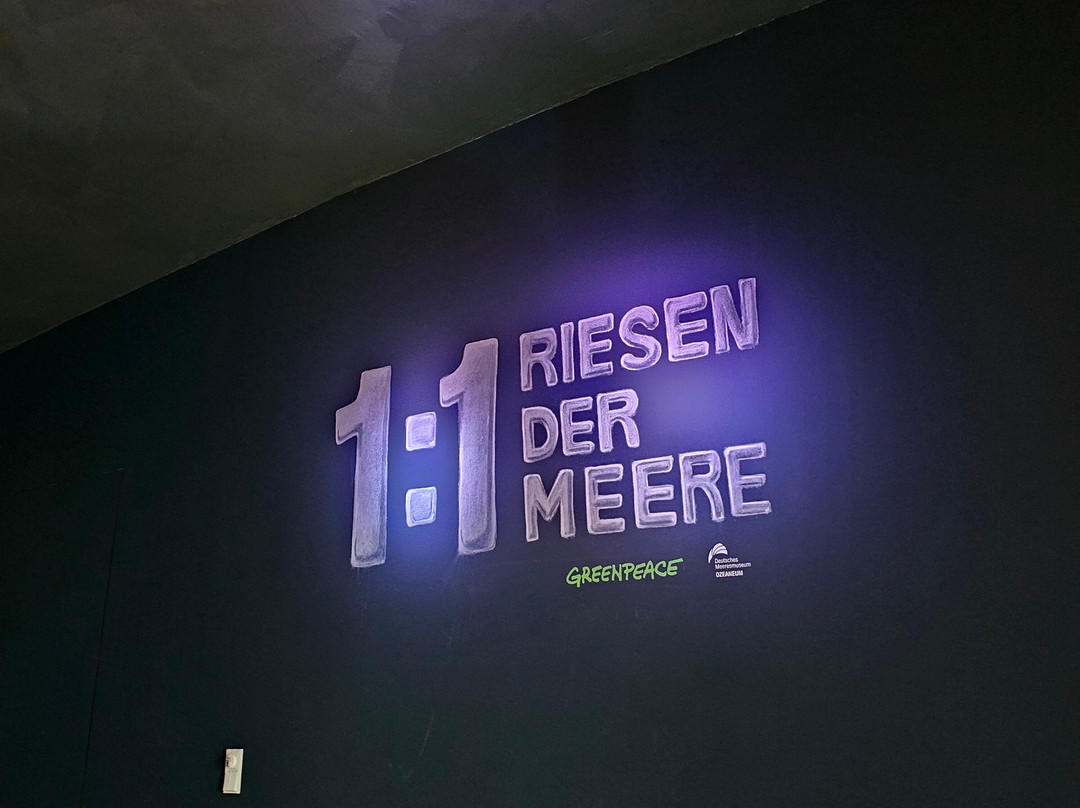 1:1
RIESEN
DER
MEERE
GREENPEACE
Deutsches
Meeresmuseum
OZEANEUM